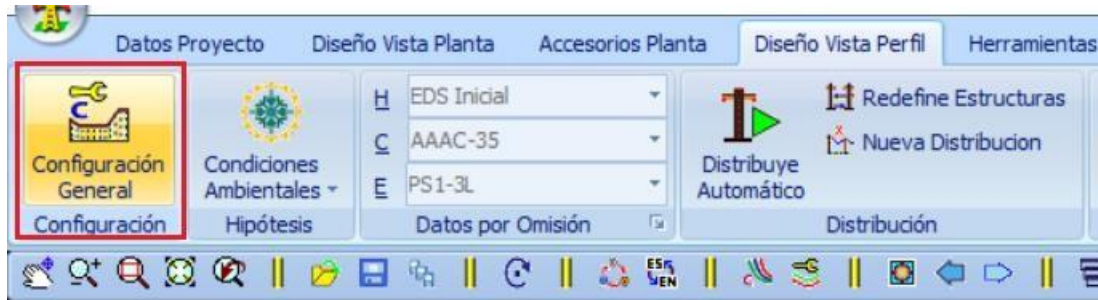 Datos Proyecto Diseño Vista Planta Accesorios Planta Diseño Vista Perfil Herramientas
C
Configuración
General
Configuración
Condiciones
Ambientales
Hipótesis
H EDS Inicial
C AAAC-35
E PS1-3L
Datos por Omisión
Distribuye
Automático
Redefine Estructuras
Nueva Distribucion
Distribución
ES
EN